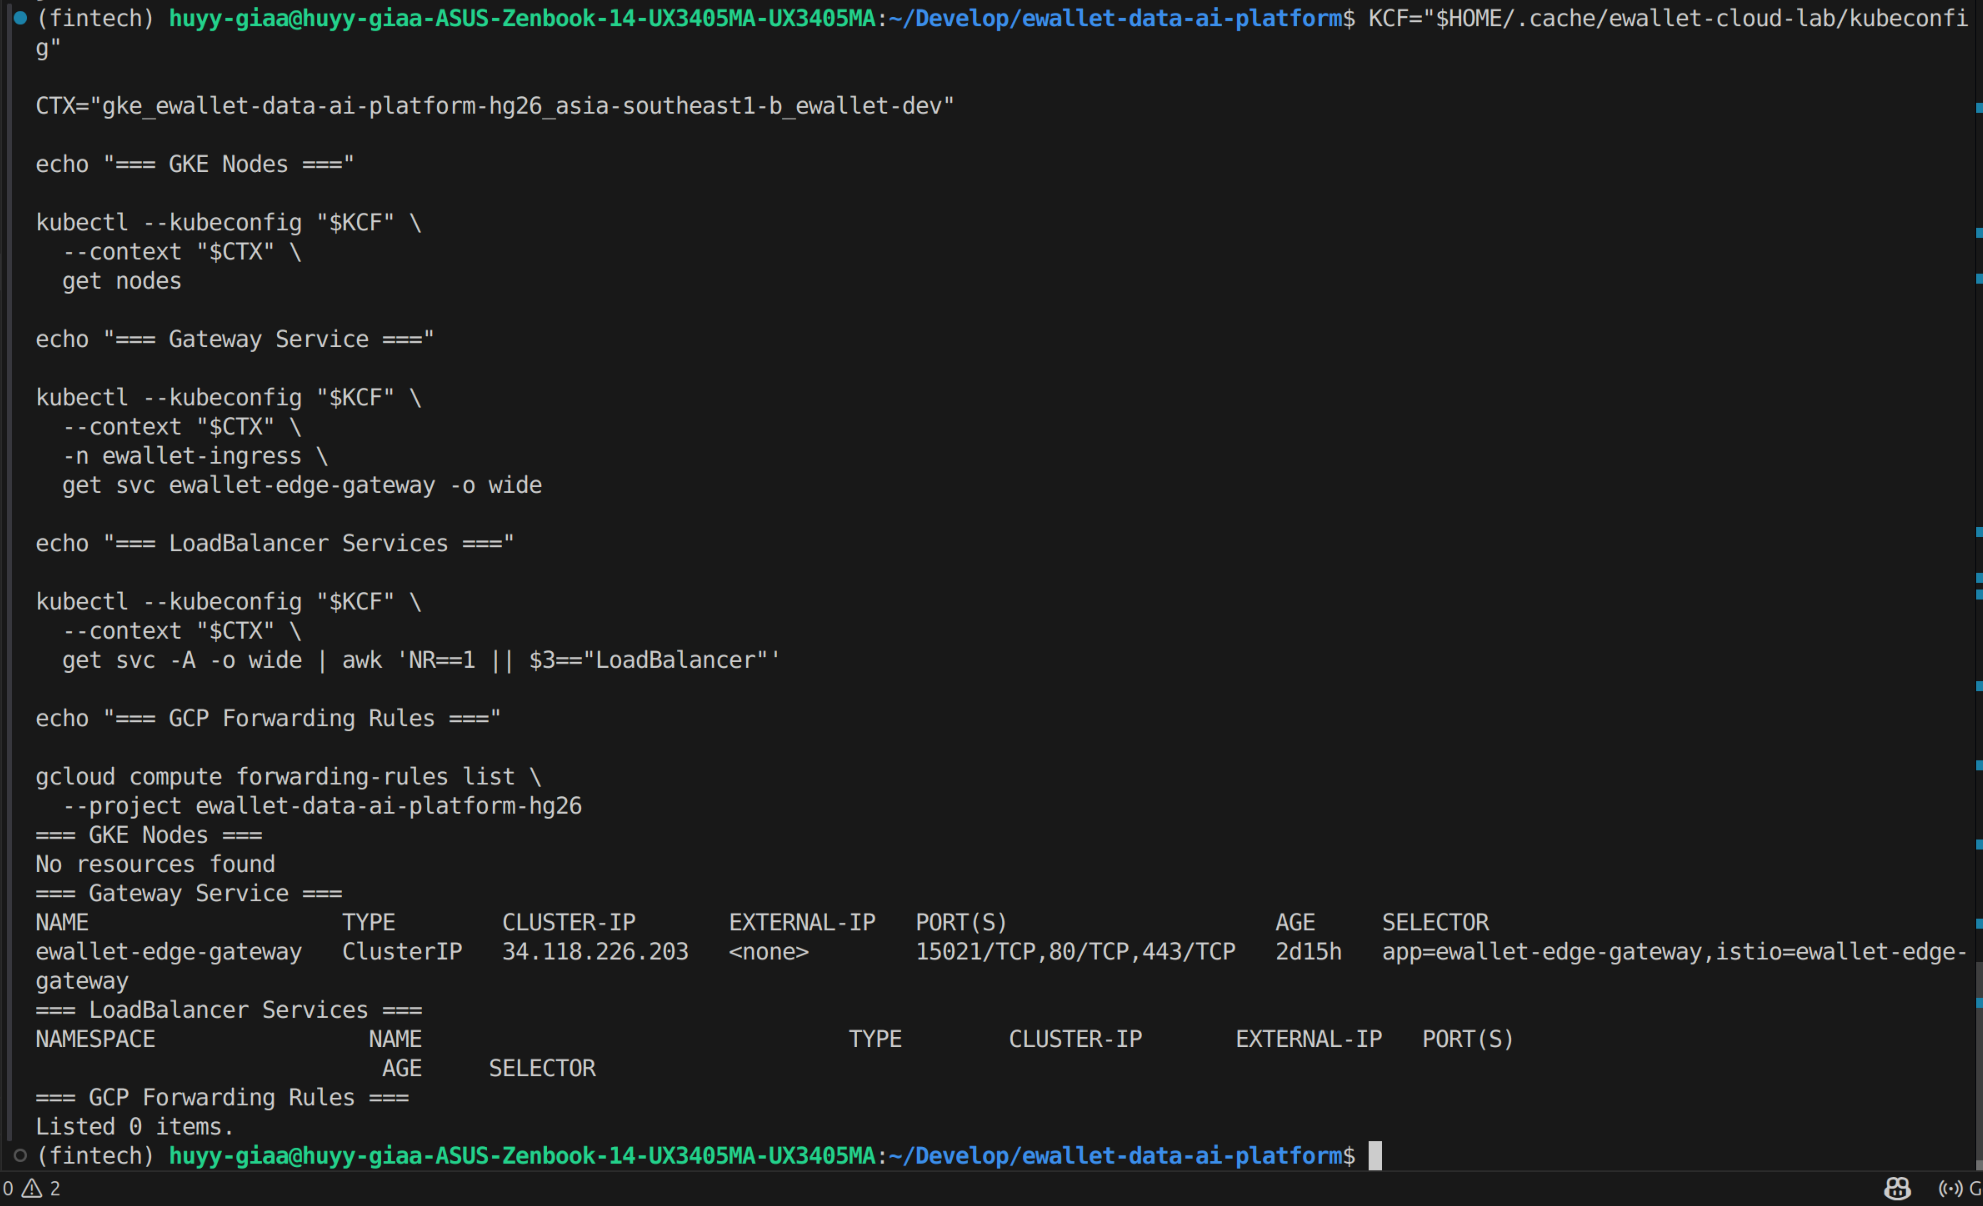 (fintech) huyy-giaa@huyy-giaa-ASUS-Zenbook-14-UX3405MA-UX3405MA:~/Develop/ewallet-data-ai-platform$ KCF="$HOME/.cache/ewallet-cloud-lab/kubeconfi
g"
CTX="gke_ewallet-data-ai-platform-hg26_asia-southeast1-b_ewallet-dev"
echo "=== GKE Nodes ==="
kubectl --kubeconfig "$KCF" \
  --context "$CTX" \
  get nodes
echo "=== Gateway Service ==="
kubectl --kubeconfig "$KCF" \
  --context "$CTX" \
  -n ewallet-ingress \
  get svc ewallet-edge-gateway -o wide
echo "=== LoadBalancer Services ==="
kubectl --kubeconfig "$KCF" \
  --context "$CTX" \
  get svc -A -o wide | awk 'NR==1 || $3=="LoadBalancer"'
echo "=== GCP Forwarding Rules ==="
gcloud compute forwarding-rules list \
  --project ewallet-data-ai-platform-hg26
=== GKE Nodes ===
No resources found
=== Gateway Service ===
NAME                   TYPE        CLUSTER-IP       EXTERNAL-IP   PORT(S)                    AGE     SELECTOR
ewallet-edge-gateway   ClusterIP   34.118.226.203   <none>        15021/TCP,80/TCP,443/TCP   2d15h   app=ewallet-edge-gateway,istio=ewallet-edge-
gateway
=== LoadBalancer Services ===
NAMESPACE                NAME                                TYPE        CLUSTER-IP       EXTERNAL-IP   PORT(S)
                          AGE     SELECTOR
=== GCP Forwarding Rules ===
Listed 0 items.
(fintech) huyy-giaa@huyy-giaa-ASUS-Zenbook-14-UX3405MA-UX3405MA:~/Develop/ewallet-data-ai-platform$
0 2 G